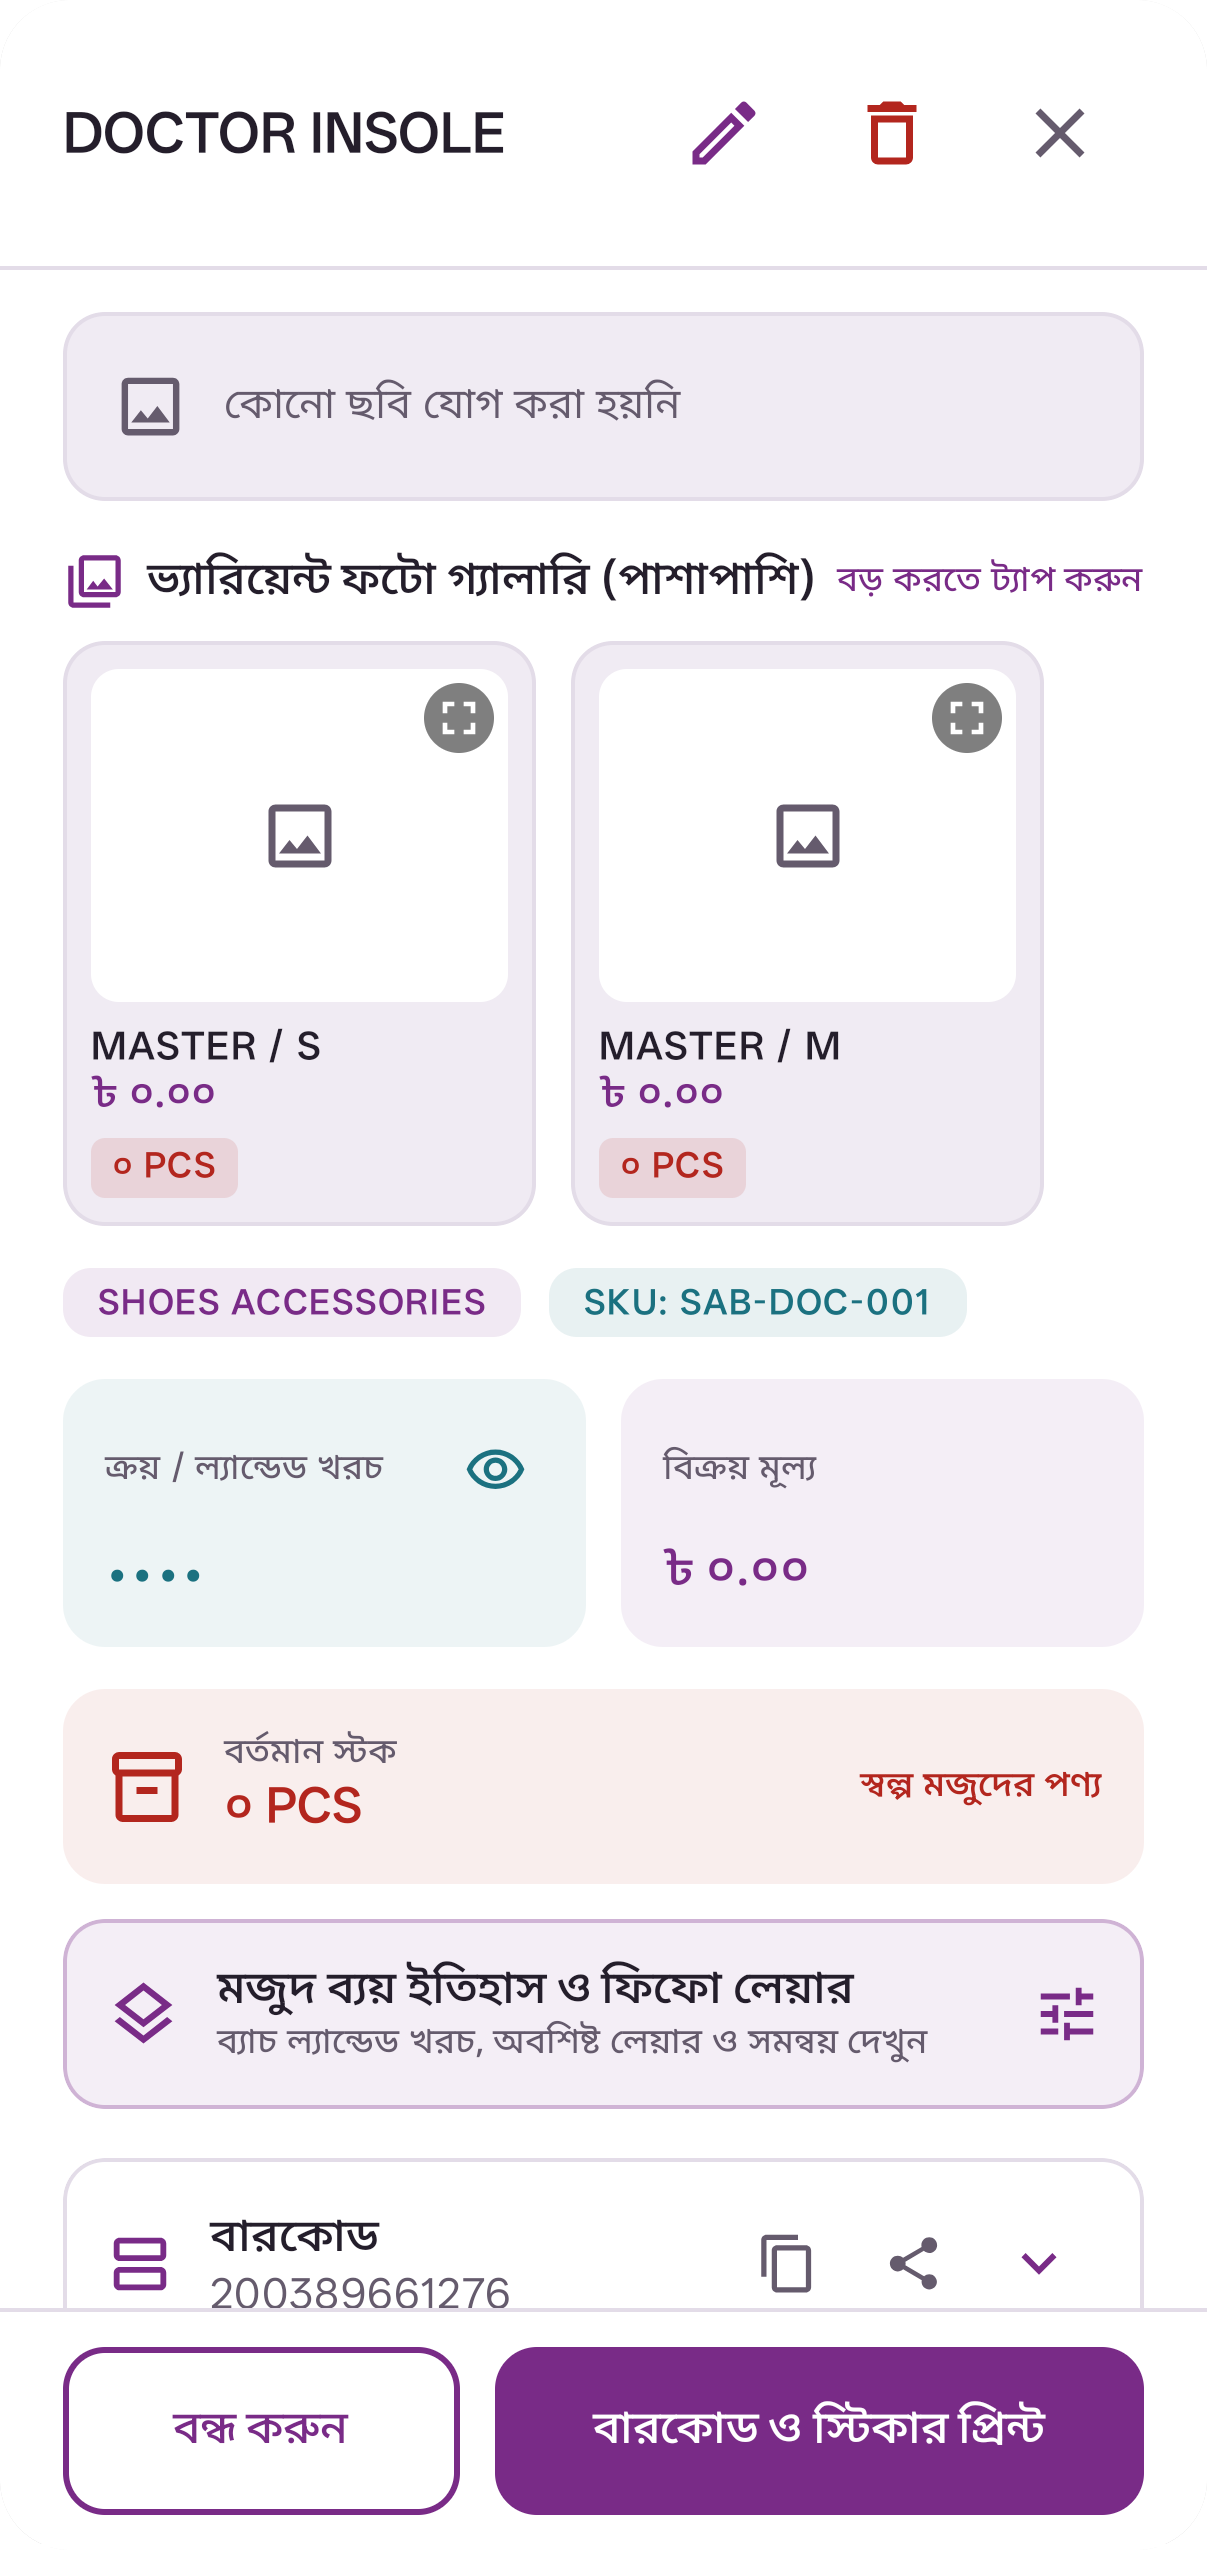 DOCTOR INSOLE
কোনো ছবি যোগ করা হয়নি
ভ্যারিয়েন্ট ফটো গ্যালারি (পাশাপাশি) বড় করতে ট্যাপ করুন
MASTER / S
৳ ০.০০
০ PCS
MASTER / M
৳ ০.০০
০ PCS
SHOES ACCESSORIES
SKU: SAB-DOC-001
ক্রয় / ল্যান্ডেড খরচ
••••
বিক্রয় মূল্য
৳ ০.০০
বর্তমান স্টক
০ PCS
স্বল্প মজুদের পণ্য
মজুদ ব্যয় ইতিহাস ও ফিফো লেয়ার
ব্যাচ ল্যান্ডেড খরচ, অবশিষ্ট লেয়ার ও সমন্বয় দেখুন
বারকোড
200389661276
বন্ধ করুন
বারকোড ও স্টিকার প্রিন্ট